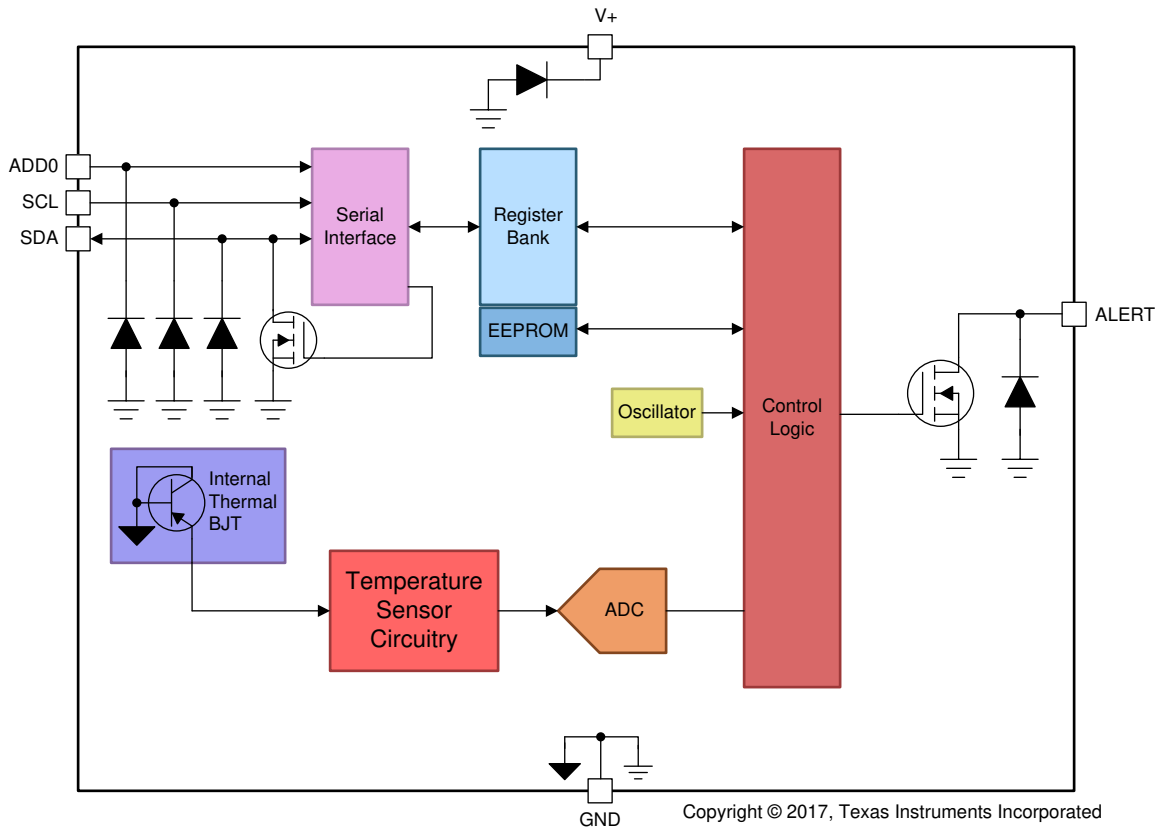 V+
ADD0
SCL
SDA
Serial
Interface
Register
Bank
EEPROM
ALERT
Oscillator
Control
Logic
Internal
Thermal
BJT
Temperature
Sensor
Circuitry
ADC
GND
Copyright © 2017, Texas Instruments Incorporated